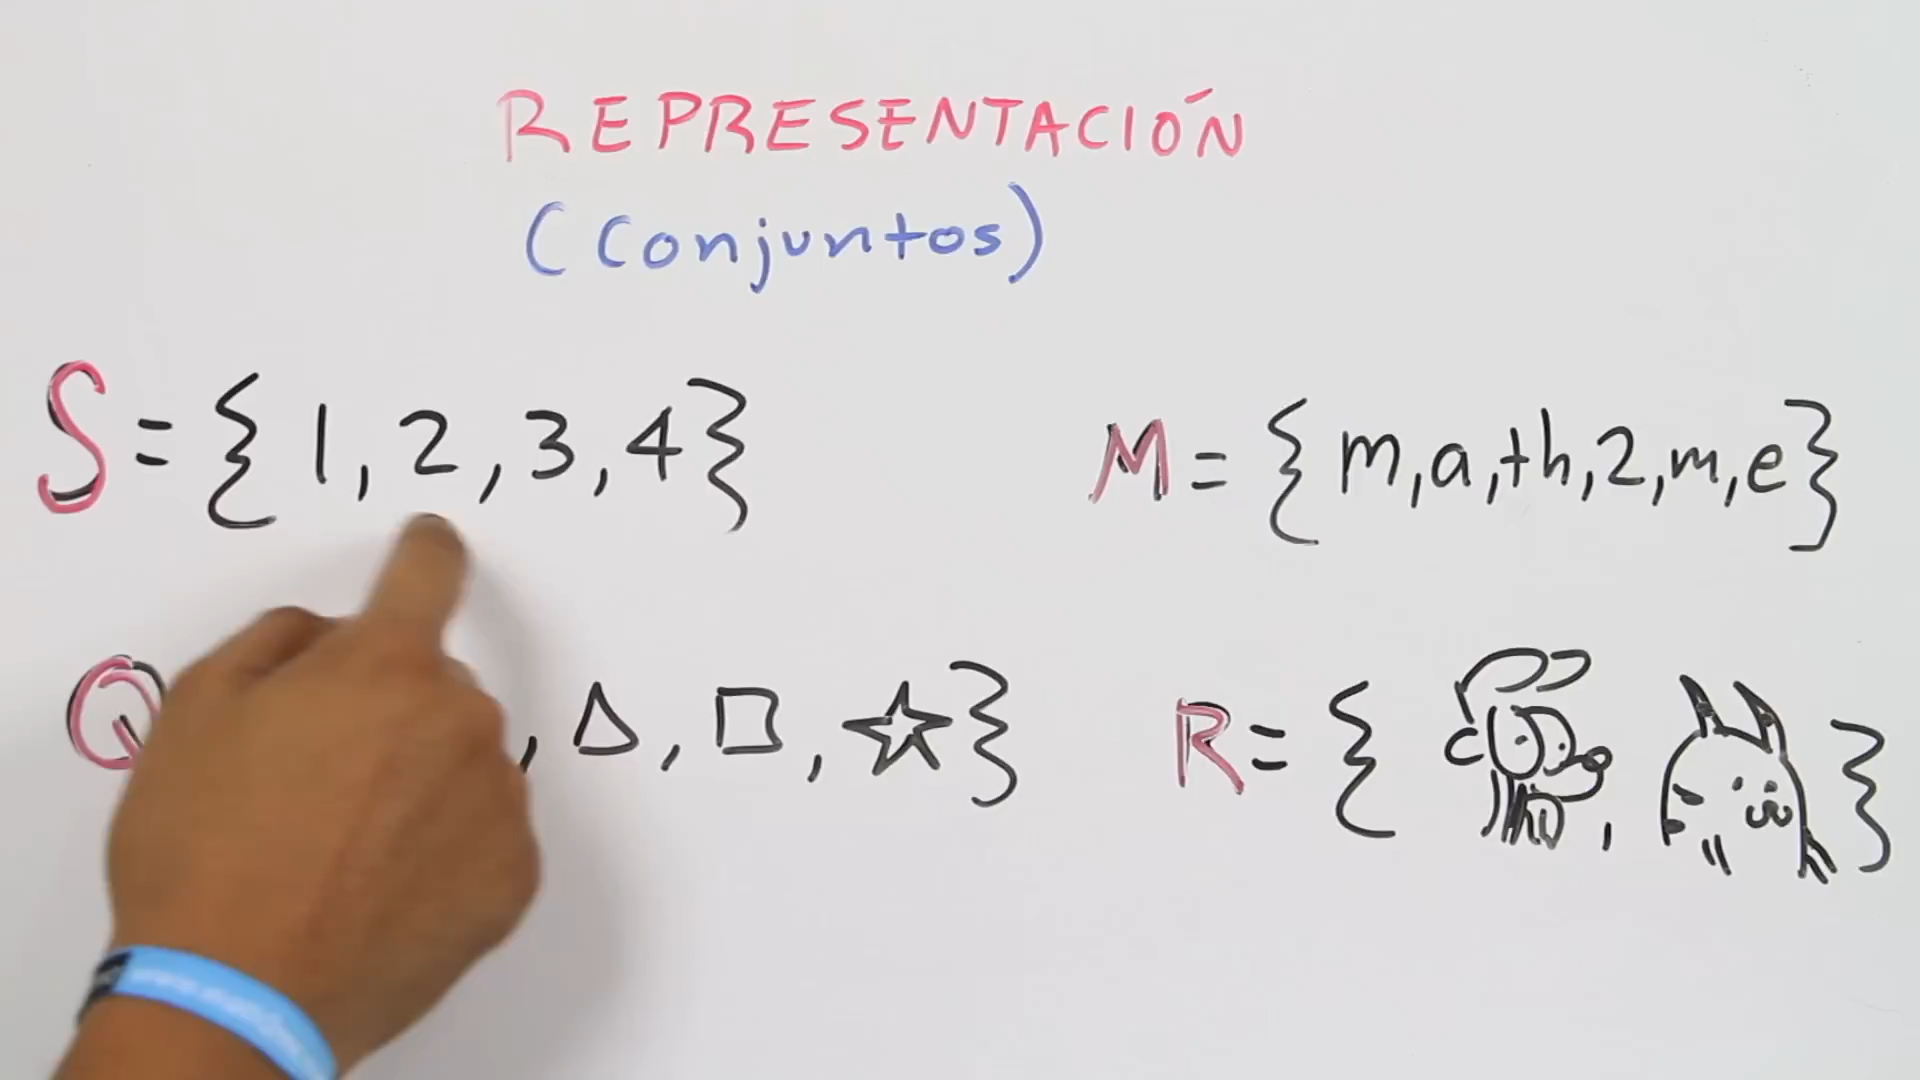 REPRESENTACIÓN
(Conjuntos)
S = { 1, 2, 3, 4 }
M = { m, a, th, 2, m, e }
Q , △, □, ☆ }
R = { , }